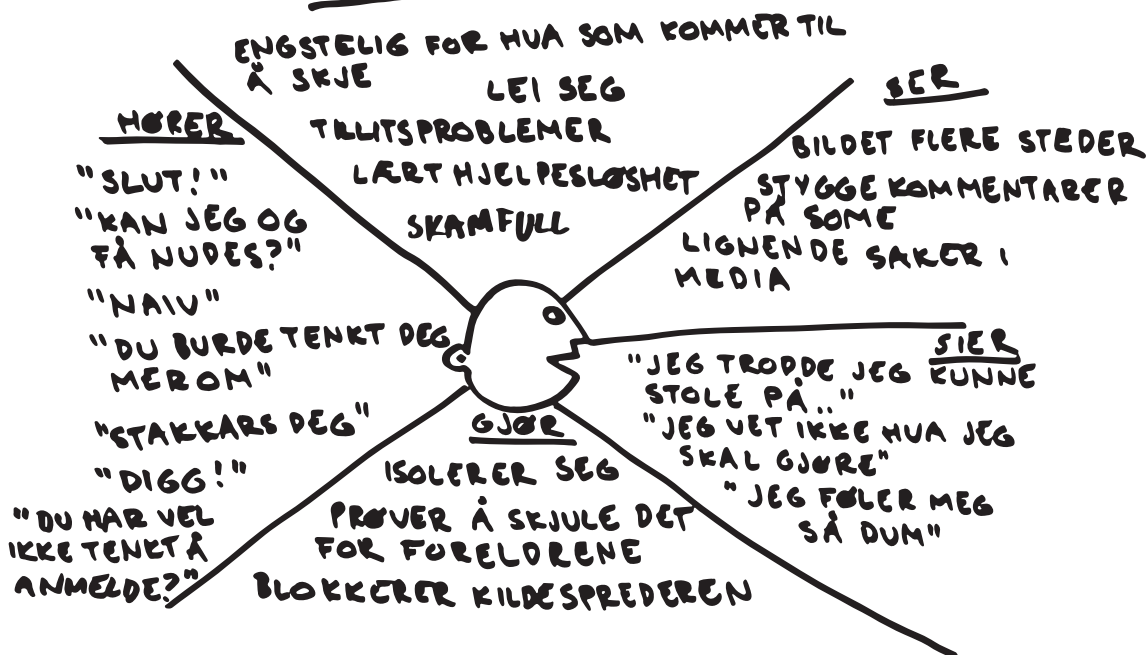 ENGSTELIG FOR HVA SOM KOMMER TIL
Å SKJE
LEI SEG
TILLITSPROBLEMER
LÆRT HJELPESLØSHET
SKAMFULL
HØRER
"SLUT!"
"KAN JEG OG
FÅ NUDES?"
"NAIV"
"DU BURDE TENKT DEG
MER OM"
"STAKKARS DEG"
"DIGG!"
"DU HAR VEL
IKKE TENKT Å
ANMELDE?"
SER
BILDET FLERE STEDER
STYGGE KOMMENTARER
PÅ SOME
LIGNENDE SAKER I
MEDIA
SIER
"JEG TRODDE JEG KUNNE
STOLE PÅ.."
"JEG VET IKKE HVA JEG
SKAL GJØRE"
"JEG FØLER MEG
SÅ DUM"
GJØR
ISOLERER SEG
PRØVER Å SKJULE DET
FOR FORELDRENE
BLOKKERER KILDESPREDEREN